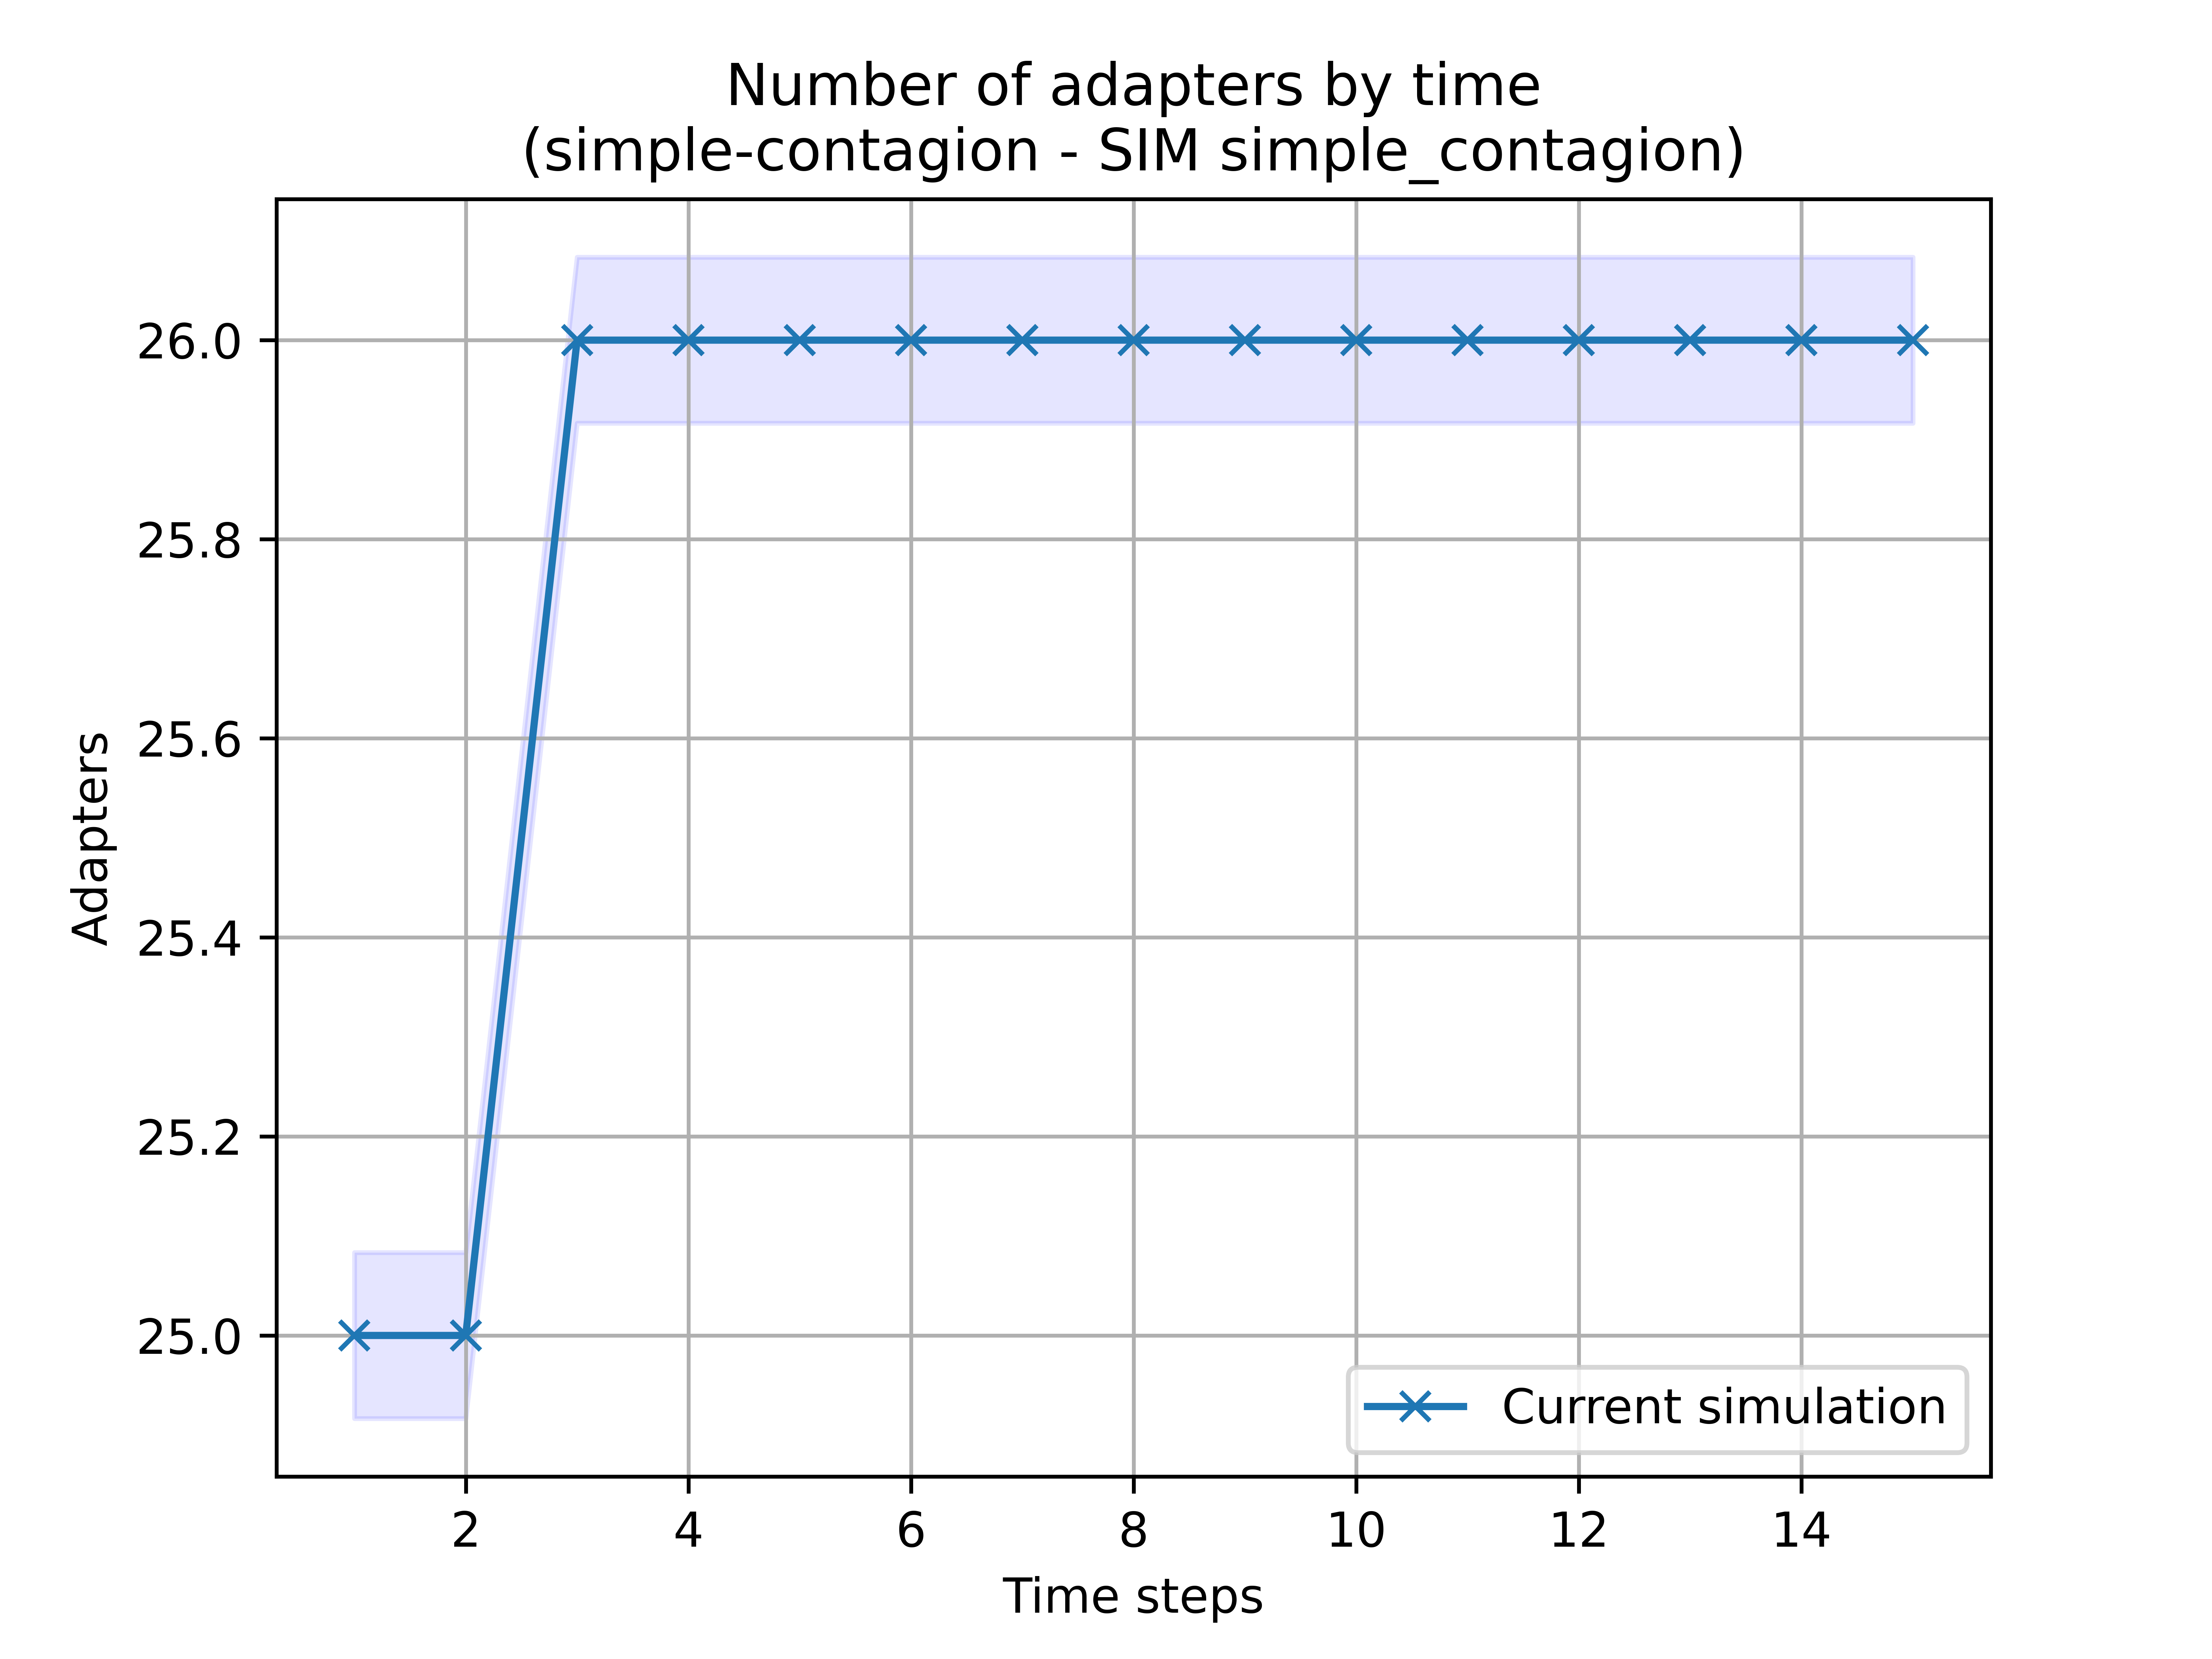 Number of adapters by time
(simple-contagion - SIM simple_contagion)
26.0
25.8
25.6
25.4
25.2
25.0
Adapters
Current simulation
2 4 6 8 10 12 14
Time steps